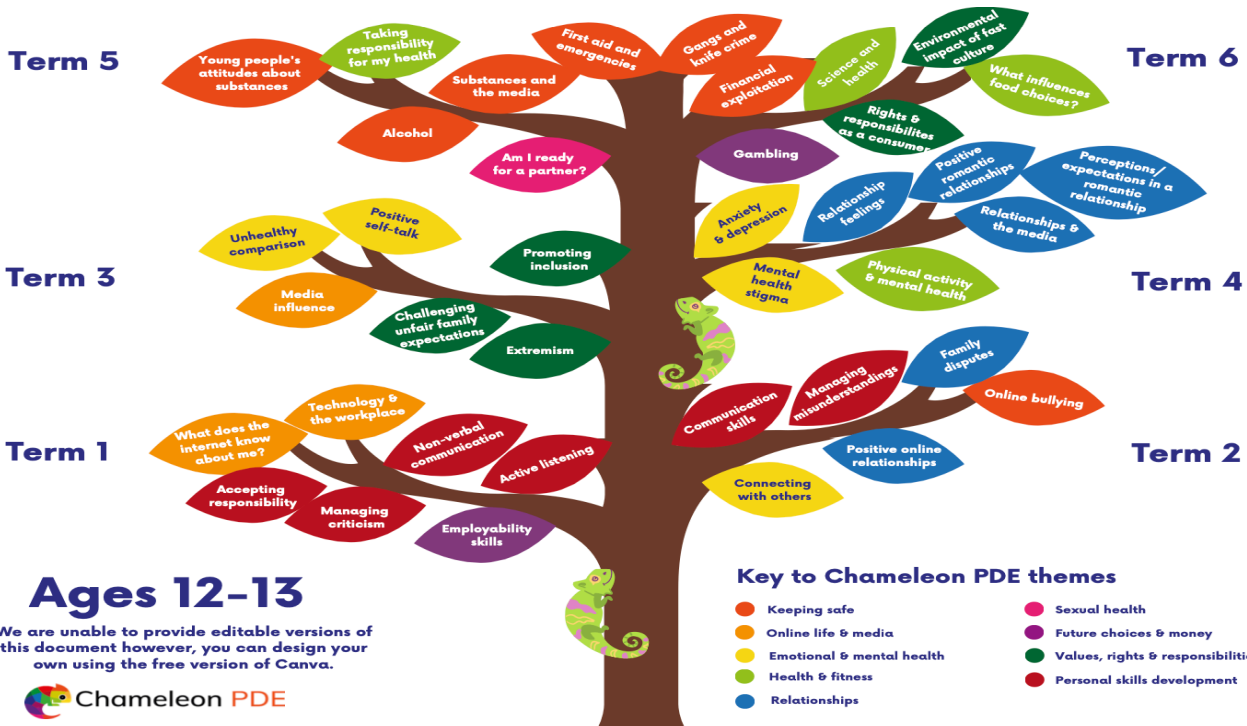 Term 5
Young people's
attitudes about
substances
Taking
responsibility
for my health
Substances and
the media
First aid and
emergencies
Alcohol
Am I ready
for a partner?
Gangs and
knife crime
Financial
exploitation
Science and
health
Environmental
impact of fast
culture
What influences
food choices?
Rights &
responsibilites
as a consumer
Gambling
Term 6
Term 3
Unhealthy
comparison
Positive
self-talk
Media
influence
Promoting
inclusion
Challenging
unfair family
expectations
Extremism
Anxiety
& depression
Relationship
feelings
Positive
romantic
relationships
Perceptions/
expectations in a
romantic
relationship
Relationships &
the media
Mental
health
stigma
Physical activity
& mental health
Term 4
Term 1
What does the
internet know
about me?
Technology &
the workplace
Non-verbal
communication
Active listening
Accepting
responsibility
Managing
criticism
Employability
skills
Communication
skills
Managing
misunderstandings
Family
disputes
Online bullying
Positive online
relationships
Connecting
with others
Term 2
Ages 12-13
We are unable to provide editable versions of
this document however, you can design your
own using the free version of Canva.
Chameleon PDE
Key to Chameleon PDE themes
Keeping safe
Online life & media
Emotional & mental health
Health & fitness
Relationships
Sexual health
Future choices & money
Values, rights & responsibiliti
Personal skills development